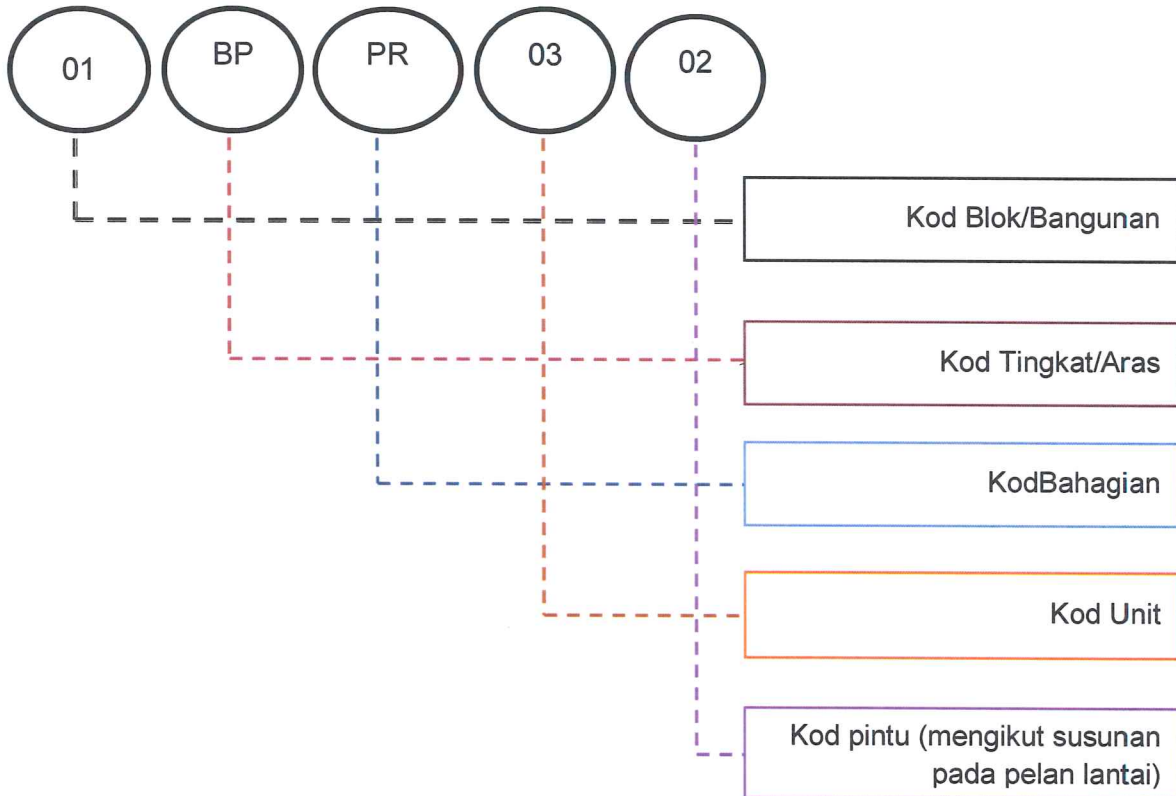 01 BP PR 03 02
Kod Blok/Bangunan
Kod Tingkat/Aras
KodBahagian
Kod Unit
Kod pintu (mengikut susunan
pada pelan lantai)